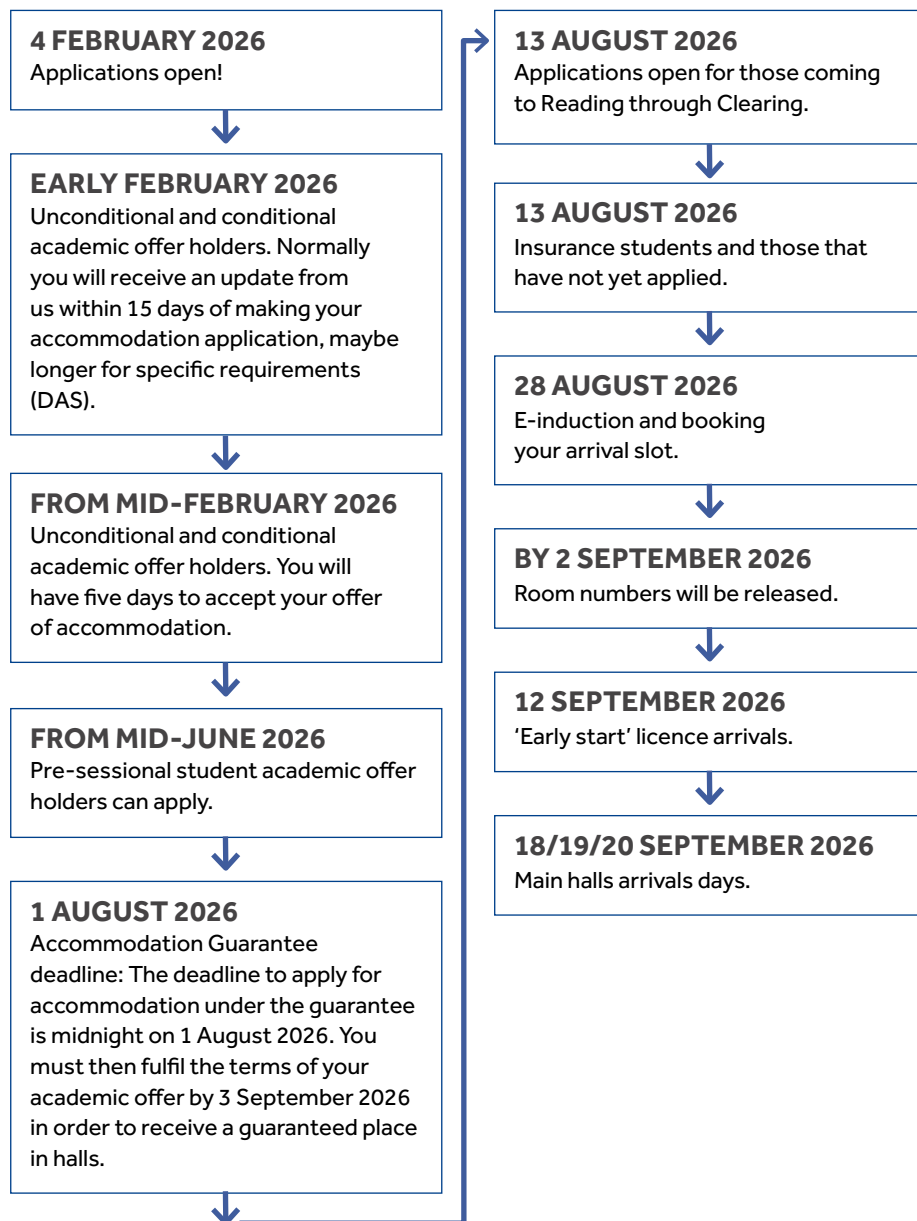 4 FEBRUARY 2026
Applications open!
EARLY FEBRUARY 2026
Unconditional and conditional
academic offer holders. Normally
you will receive an update from
us within 15 days of making your
accommodation application, maybe
longer for specific requirements
(DAS).
FROM MID-FEBRUARY 2026
Unconditional and conditional
academic offer holders. You will
have five days to accept your offer
of accommodation.
FROM MID-JUNE 2026
Pre-sessional student academic offer
holders can apply.
1 AUGUST 2026
Accommodation Guarantee
deadline: The deadline to apply for
accommodation under the guarantee
is midnight on 1 August 2026. You
must then fulfil the terms of your
academic offer by 3 September 2026
in order to receive a guaranteed place
in halls.
13 AUGUST 2026
Applications open for those coming
to Reading through Clearing.
13 AUGUST 2026
Insurance students and those that
have not yet applied.
28 AUGUST 2026
E-induction and booking
your arrival slot.
BY 2 SEPTEMBER 2026
Room numbers will be released.
12 SEPTEMBER 2026
‘Early start’ licence arrivals.
18/19/20 SEPTEMBER 2026
Main halls arrivals days.